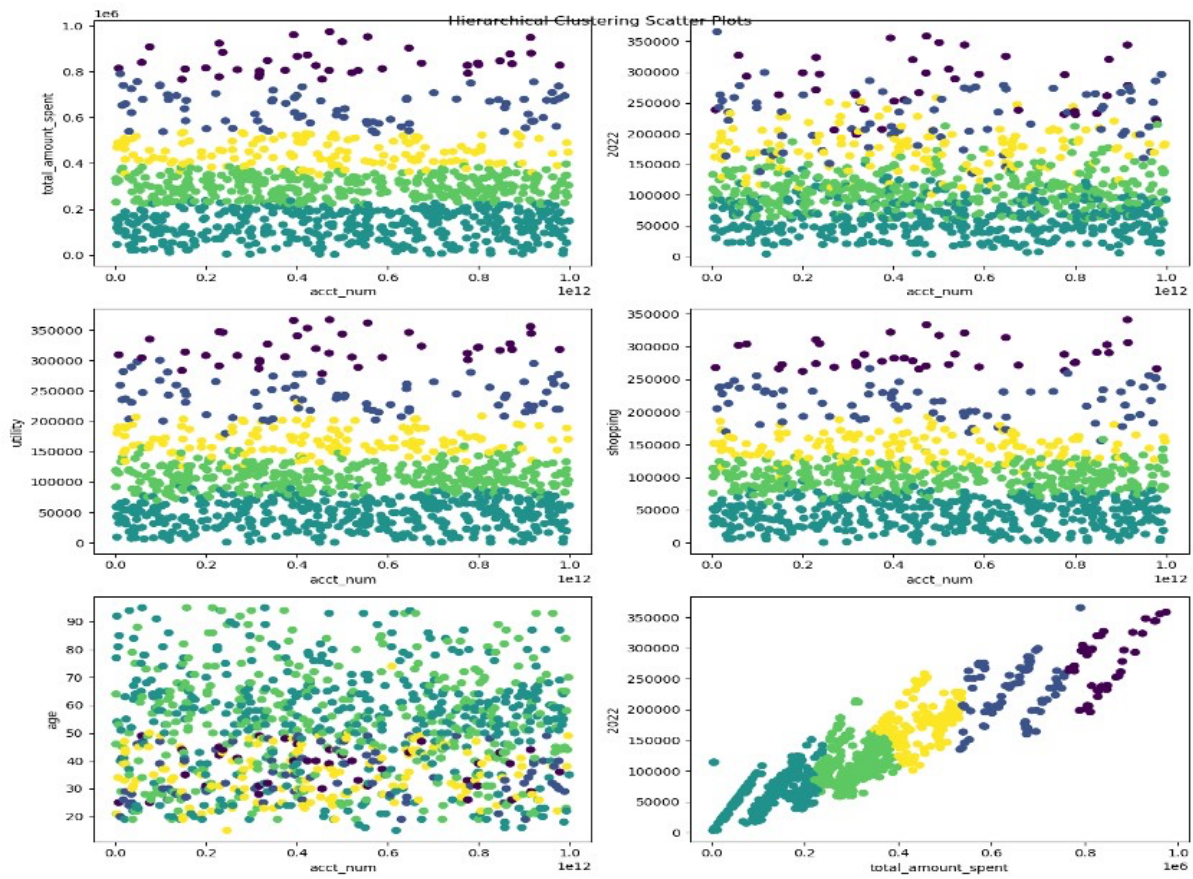 Hierarchical Clustering Scatter Plots
1e6
1.0
0.8
0.6
0.4
0.2
0.0
total_amount_spent
0.0 0.2 0.4 0.6 0.8 1.0
acct_num
1e12
350000
300000
250000
200000
150000
100000
50000
0
2022
0.0 0.2 0.4 0.6 0.8 1.0
acct_num
1e12
350000
300000
250000
200000
150000
100000
50000
0
utility
0.0 0.2 0.4 0.6 0.8 1.0
acct_num
1e12
350000
300000
250000
200000
150000
100000
50000
0
shopping
0.0 0.2 0.4 0.6 0.8 1.0
acct_num
1e12
90
80
70
60
50
40
30
20
age
0.0 0.2 0.4 0.6 0.8 1.0
acct_num
1e12
350000
300000
250000
200000
150000
100000
50000
0
2022
0.0 0.2 0.4 0.6 0.8 1.0
total_amount_spent
1e6